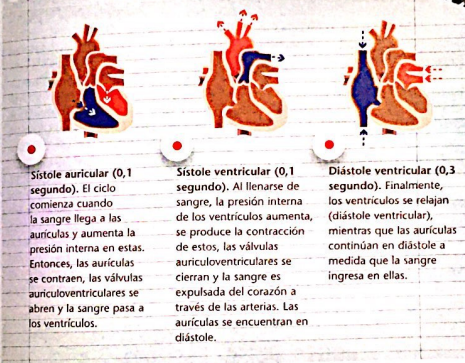 Sístole auricular (0,1
segundo). El ciclo
comienza cuando
la sangre llega a las
aurículas y aumenta la
presión interna en estas.
Entonces, las aurículas
se contraen, las válvulas
auriculoventriculares se
abren y la sangre pasa a
los ventrículos.
Sístole ventricular (0,1
segundo). Al llenarse de
sangre, la presión interna
de los ventrículos aumenta,
se produce la contracción
de estos, las válvulas
auriculoventriculares se
cierran y la sangre es
expulsada del corazón a
través de las arterias. Las
aurículas se encuentran en
diástole.
Diástole ventricular (0,3
segundo). Finalmente,
los ventrículos se relajan
(diástole ventricular),
mientras que las aurículas
continúan en diástole a
medida que la sangre
ingresa en ellas.